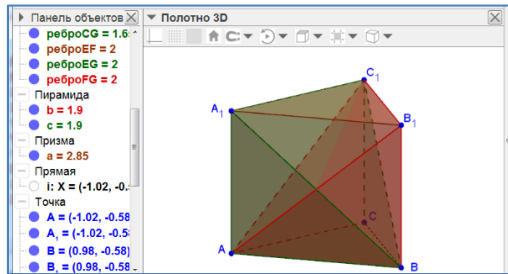 Панель объектов
Полотно 3D
реброCG = 1.6
реброEF = 2
реброEG = 2
реброFG = 2
Пирамида
b = 1.9
c = 1.9
Призма
a = 2.85
Прямая
i: X = (-1.02, -0.
Точка
A = (-1.02, -0.58
A₁ = (-1.02, -0.58
B = (0.98, -0.58)
B₁ = (0.98, -0.58
C₁
A₁
B₁
C
A
B